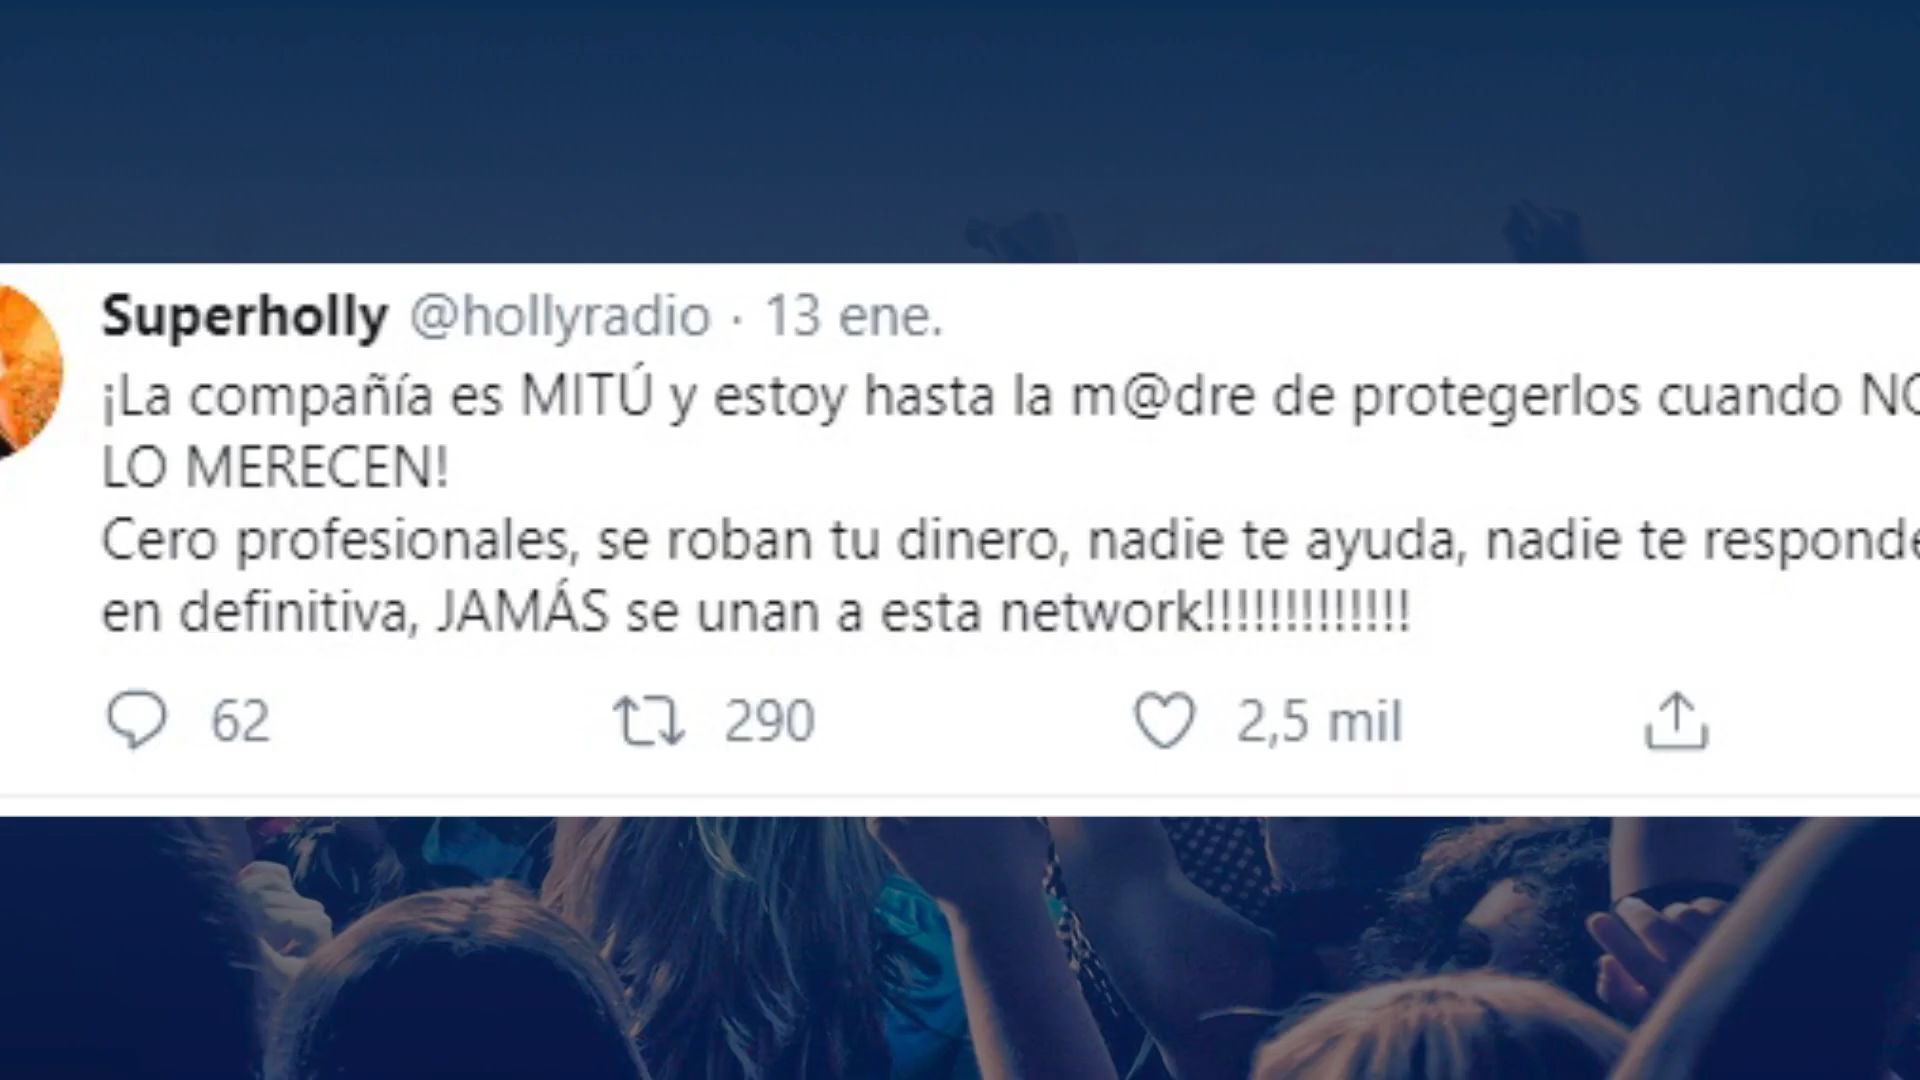 Superholly @hollyradio · 13 ene.
¡La compañía es MITÚ y estoy hasta la m@dre de protegerlos cuando NO
LO MERECEN!
Cero profesionales, se roban tu dinero, nadie te ayuda, nadie te responde
en definitiva, JAMÁS se unan a esta network!!!!!!!!!!!!!
62 290 2,5 mil